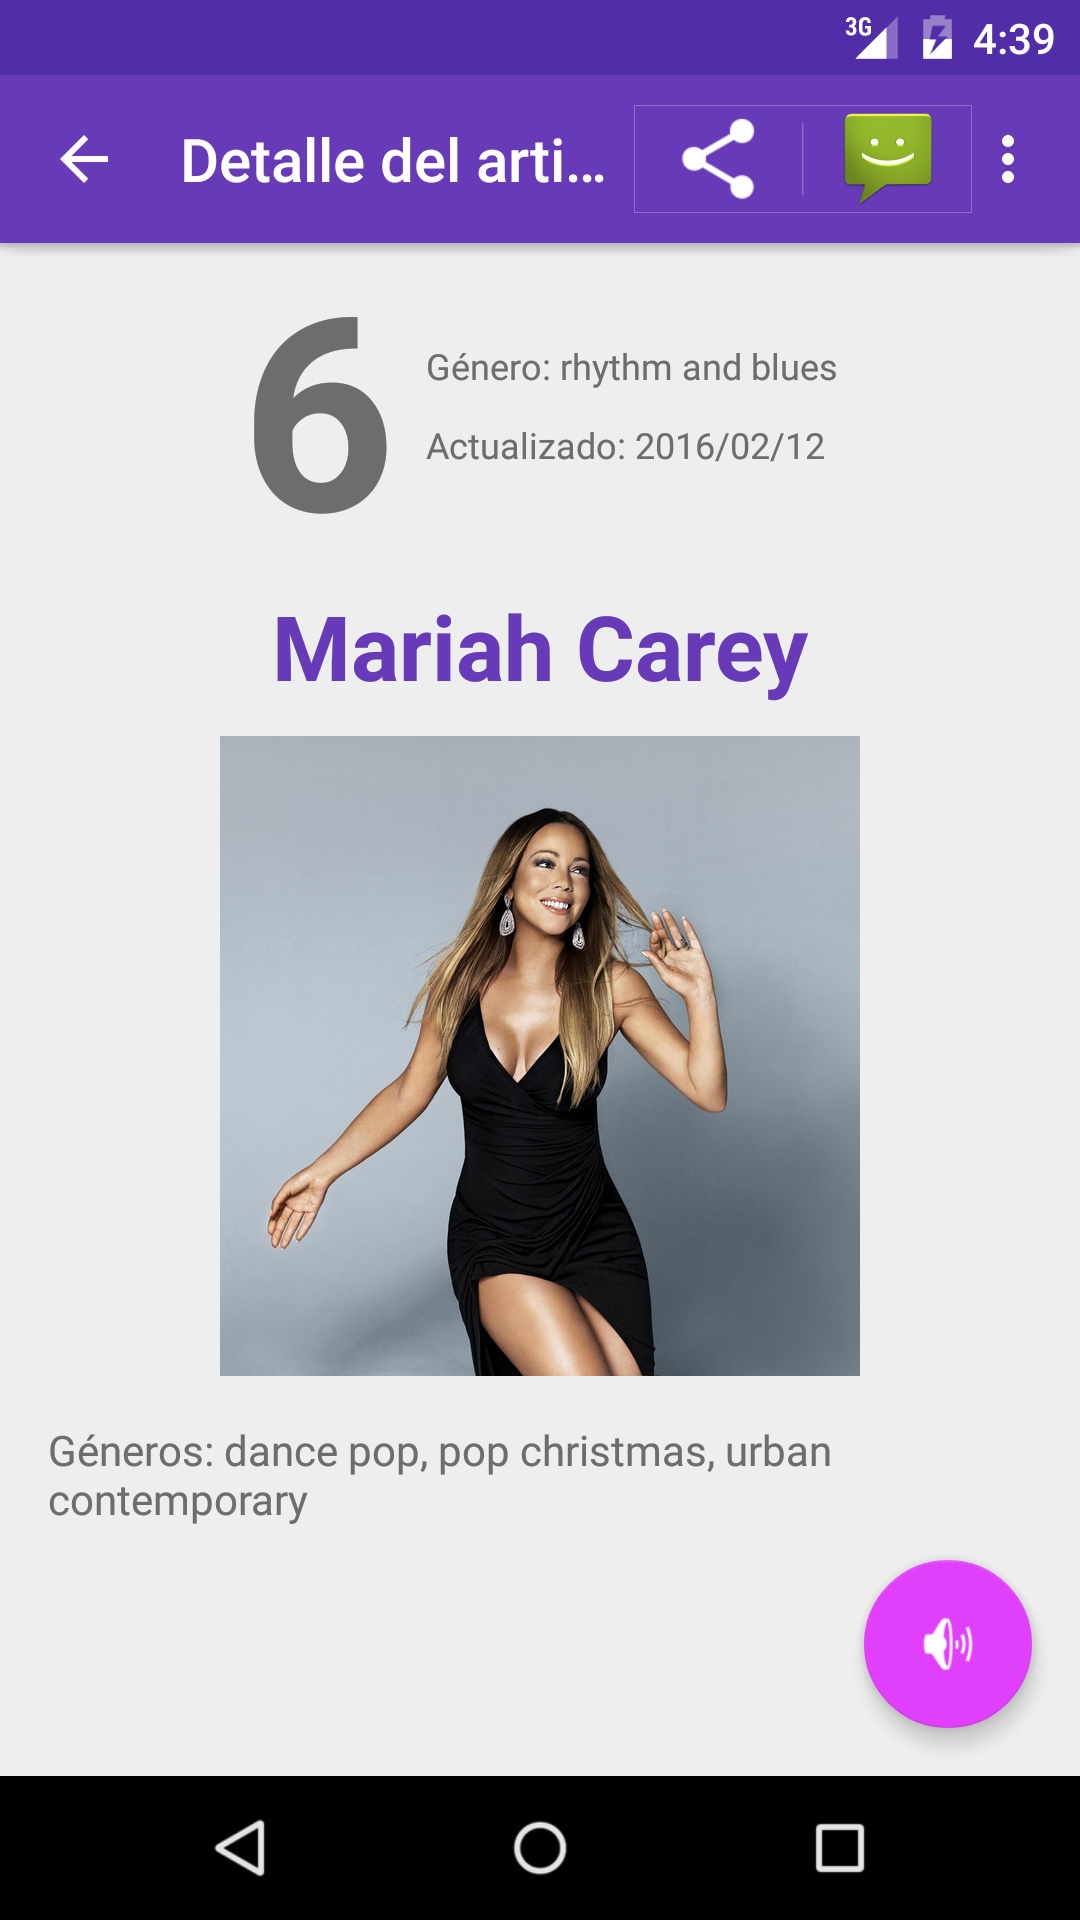 3G 4:39
Detalle del arti...
6
Género: rhythm and blues
Actualizado: 2016/02/12
Mariah Carey
Géneros: dance pop, pop christmas, urban
contemporary